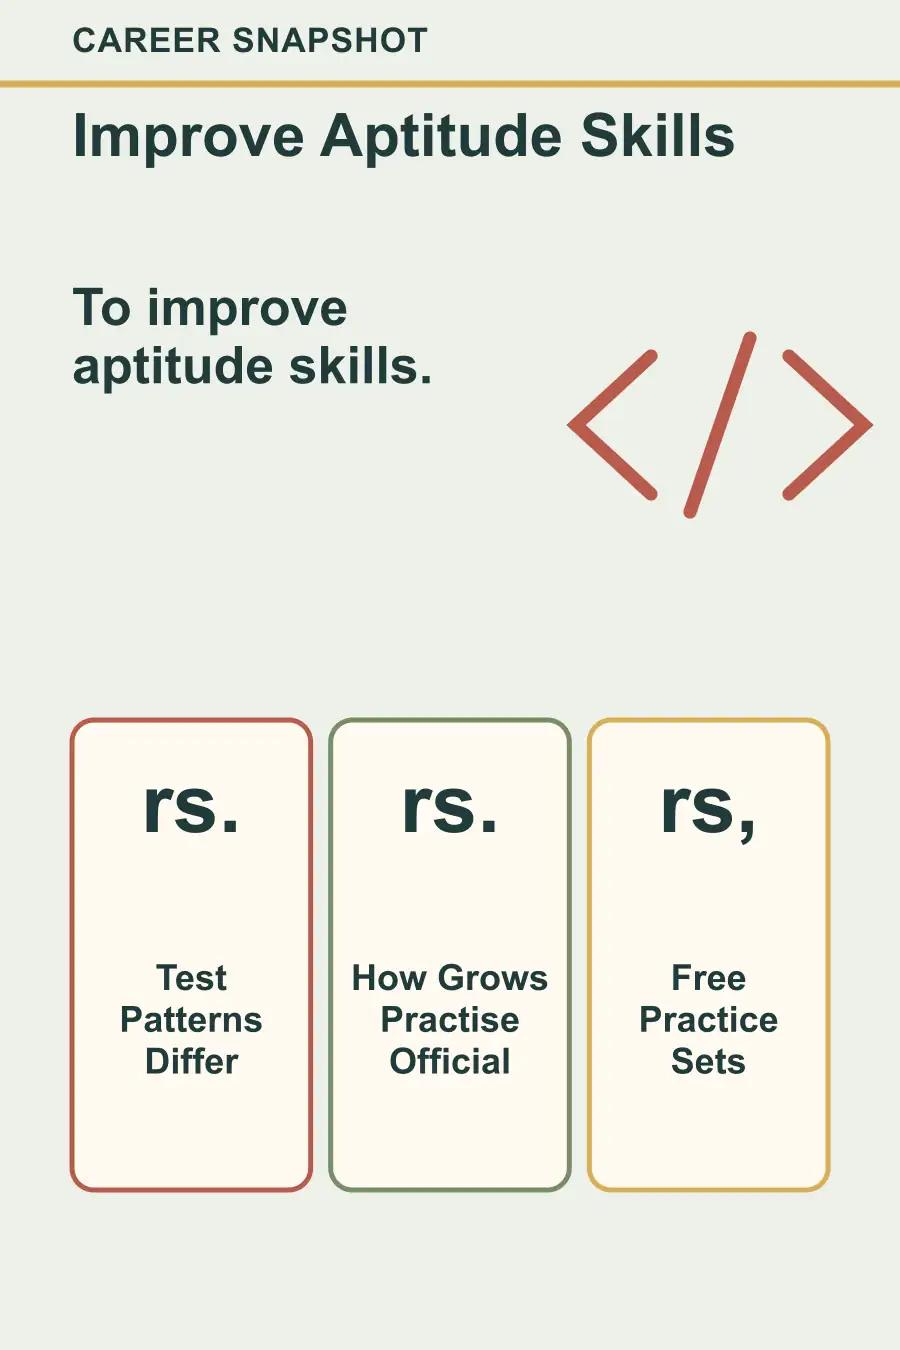 CAREER SNAPSHOT
Improve Aptitude Skills
To improve
aptitude skills.
rs.
Test
Patterns
Differ
rs.
How Grows
Practise
Official
rs,
Free
Practice
Sets